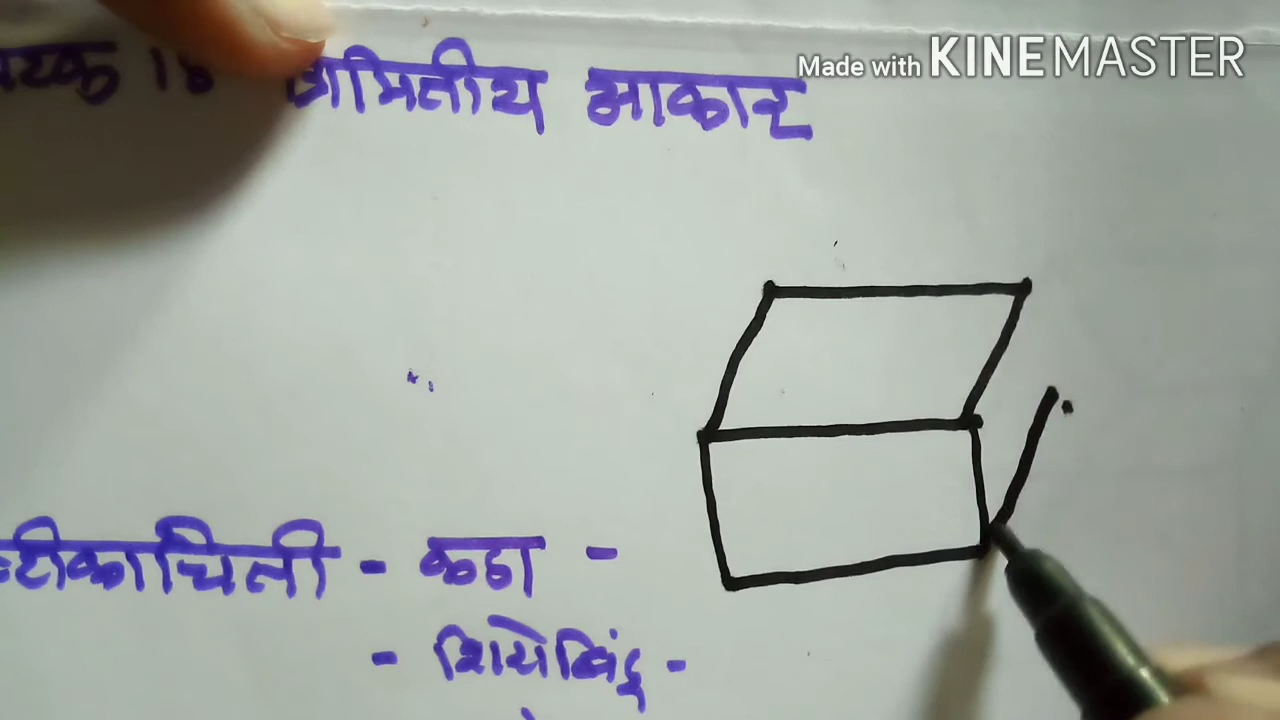 Made with KINEMASTER
मितीय आकार
ष्टीकाचिती - कडा -
- शिरोबिंदू -